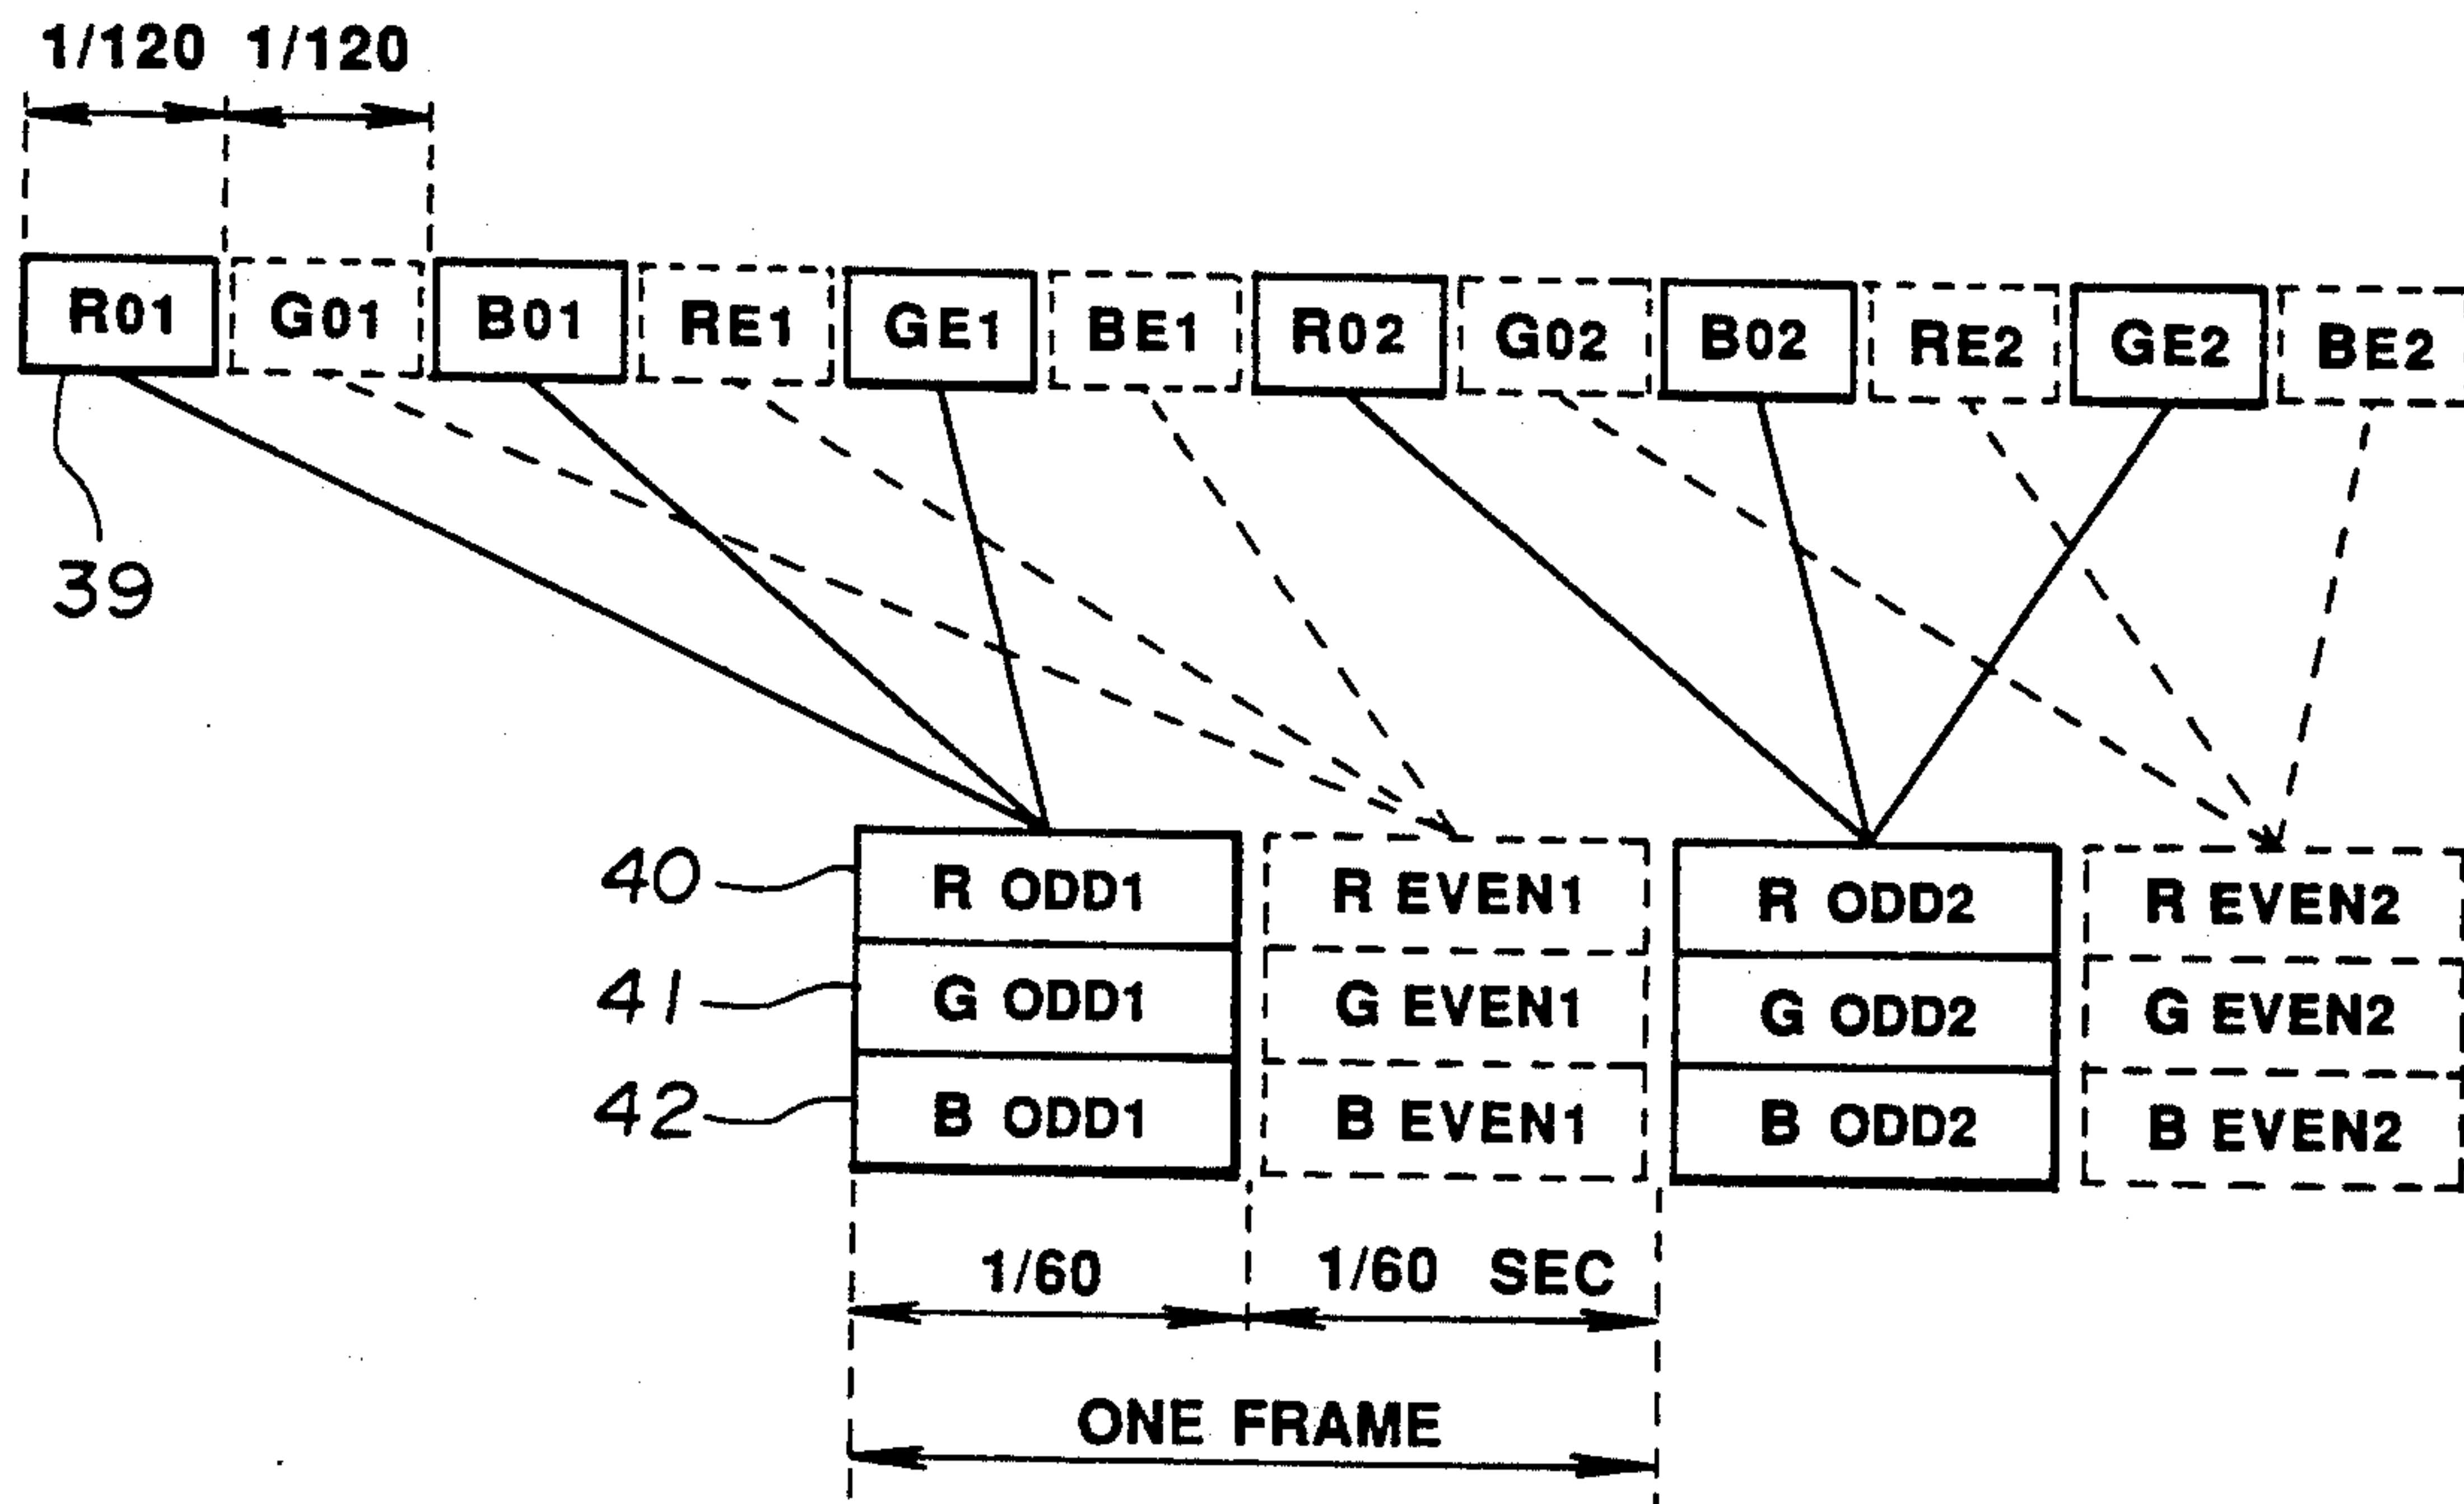 1/120 1/120
R01 G01 B01 RE1 GE1 BE1 R02 G02 B02 RE2 GE2 BE2
39
40 R ODD1 R EVEN1 R ODD2 R EVEN2
41 G ODD1 G EVEN1 G ODD2 G EVEN2
42 B ODD1 B EVEN1 B ODD2 B EVEN2
1/60 1/60 SEC
ONE FRAME